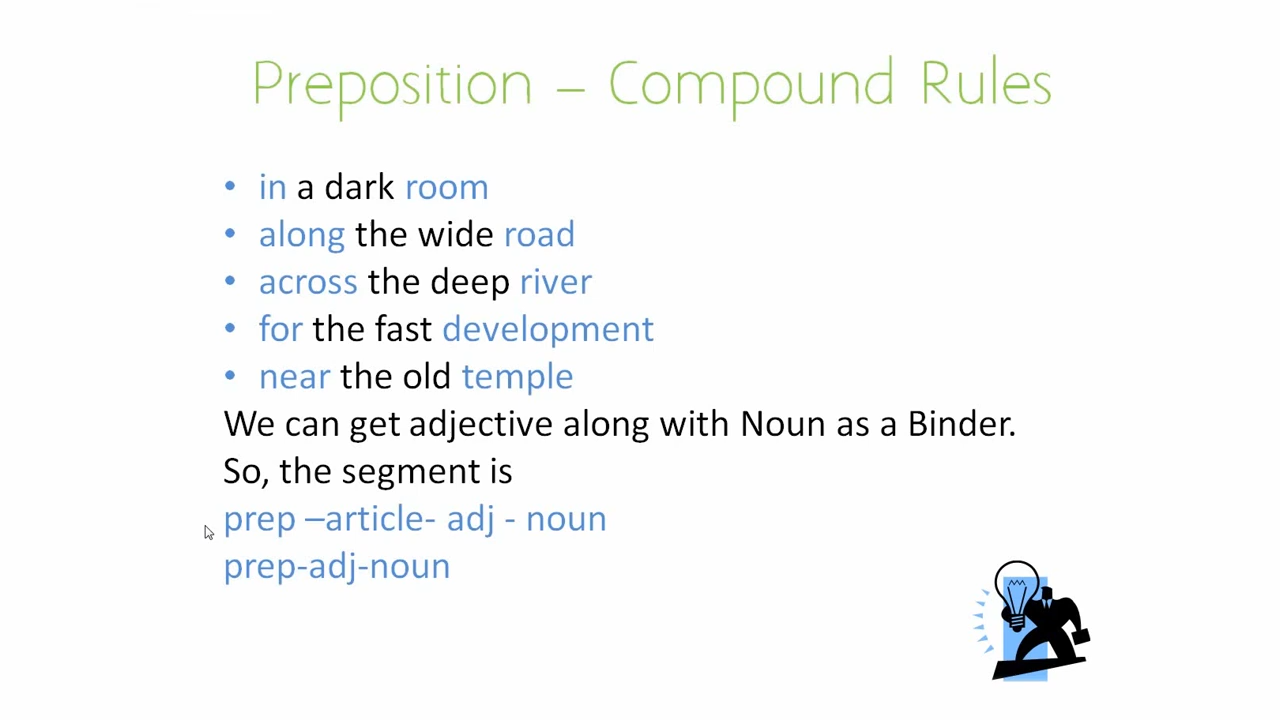 Preposition – Compound Rules
• in a dark room
• along the wide road
• across the deep river
• for the fast development
• near the old temple
We can get adjective along with Noun as a Binder.
So, the segment is
prep –article- adj - noun
prep-adj-noun